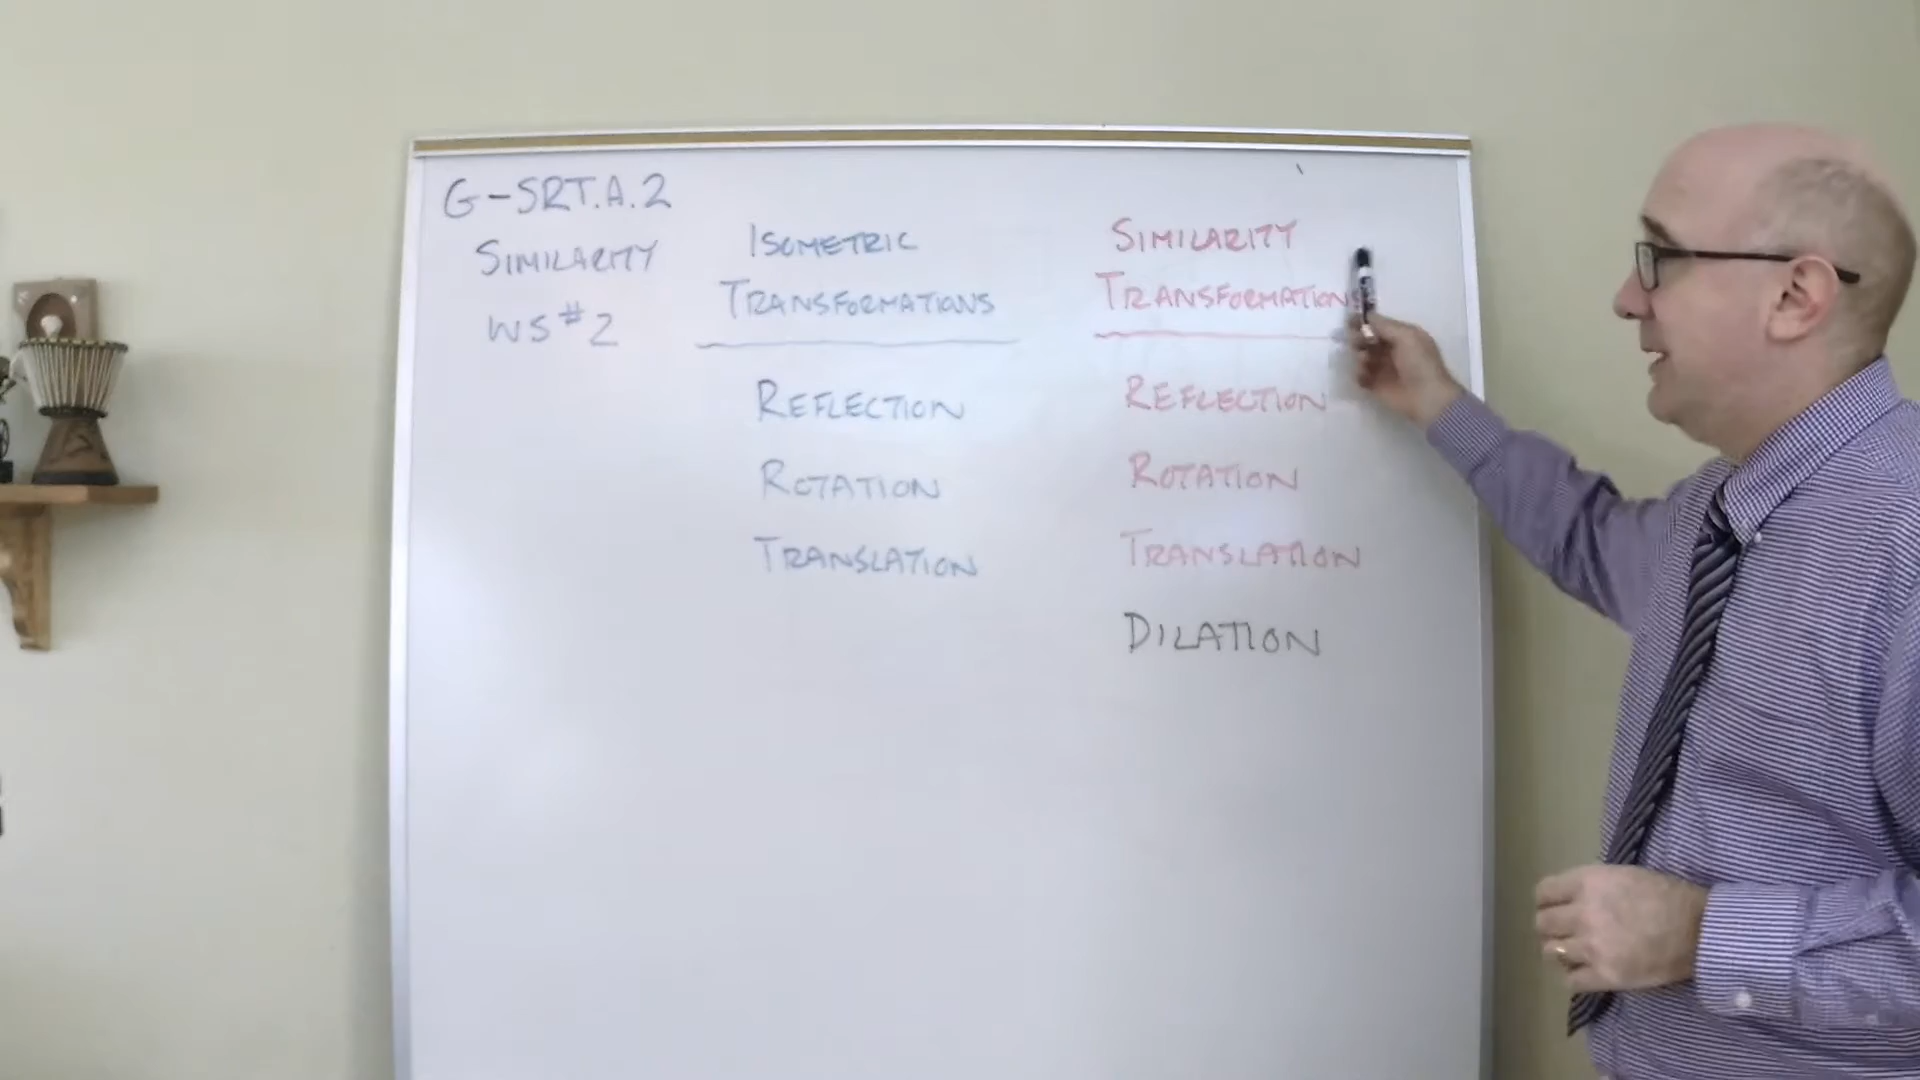 G-SRT.A.2
SIMILARITY
WS #2
ISOMETRIC
TRANSFORMATIONS
REFLECTION
ROTATION
TRANSLATION
SIMILARITY
TRANSFORMATIONS
REFLECTION
ROTATION
TRANSLATION
DILATION